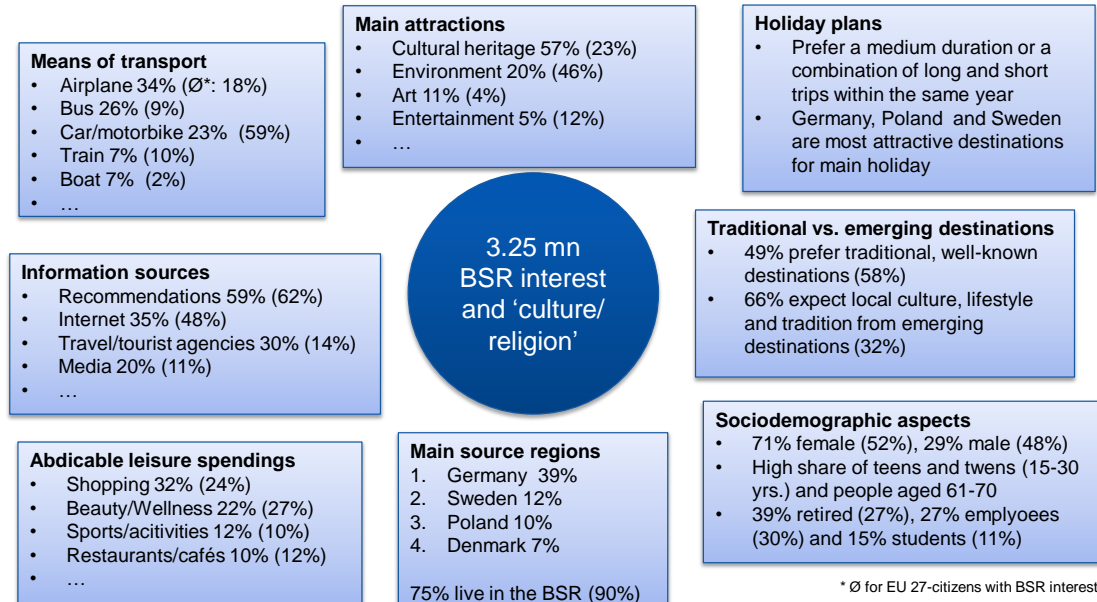 Means of transport
• Airplane 34% (Ø*: 18%)
• Bus 26% (9%)
• Car/motorbike 23% (59%)
• Train 7% (10%)
• Boat 7% (2%)
• …
Main attractions
• Cultural heritage 57% (23%)
• Environment 20% (46%)
• Art 11% (4%)
• Entertainment 5% (12%)
• …
Holiday plans
• Prefer a medium duration or a
combination of long and short
trips within the same year
• Germany, Poland and Sweden
are most attractive destinations
for main holiday
Information sources
• Recommendations 59% (62%)
• Internet 35% (48%)
• Travel/tourist agencies 30% (14%)
• Media 20% (11%)
• …
3.25 mn
BSR interest
and ‘culture/
religion’
Traditional vs. emerging destinations
• 49% prefer traditional, well-known
destinations (58%)
• 66% expect local culture, lifestyle
and tradition from emerging
destinations (32%)
Abdicable leisure spendings
• Shopping 32% (24%)
• Beauty/Wellness 22% (27%)
• Sports/acitivities 12% (10%)
• Restaurants/cafés 10% (12%)
• …
Main source regions
1. Germany 39%
2. Sweden 12%
3. Poland 10%
4. Denmark 7%
75% live in the BSR (90%)
Sociodemographic aspects
• 71% female (52%), 29% male (48%)
• High share of teens and twens (15-30
yrs.) and people aged 61-70
• 39% retired (27%), 27% emplyoees
(30%) and 15% students (11%)
* Ø for EU 27-citizens with BSR interest